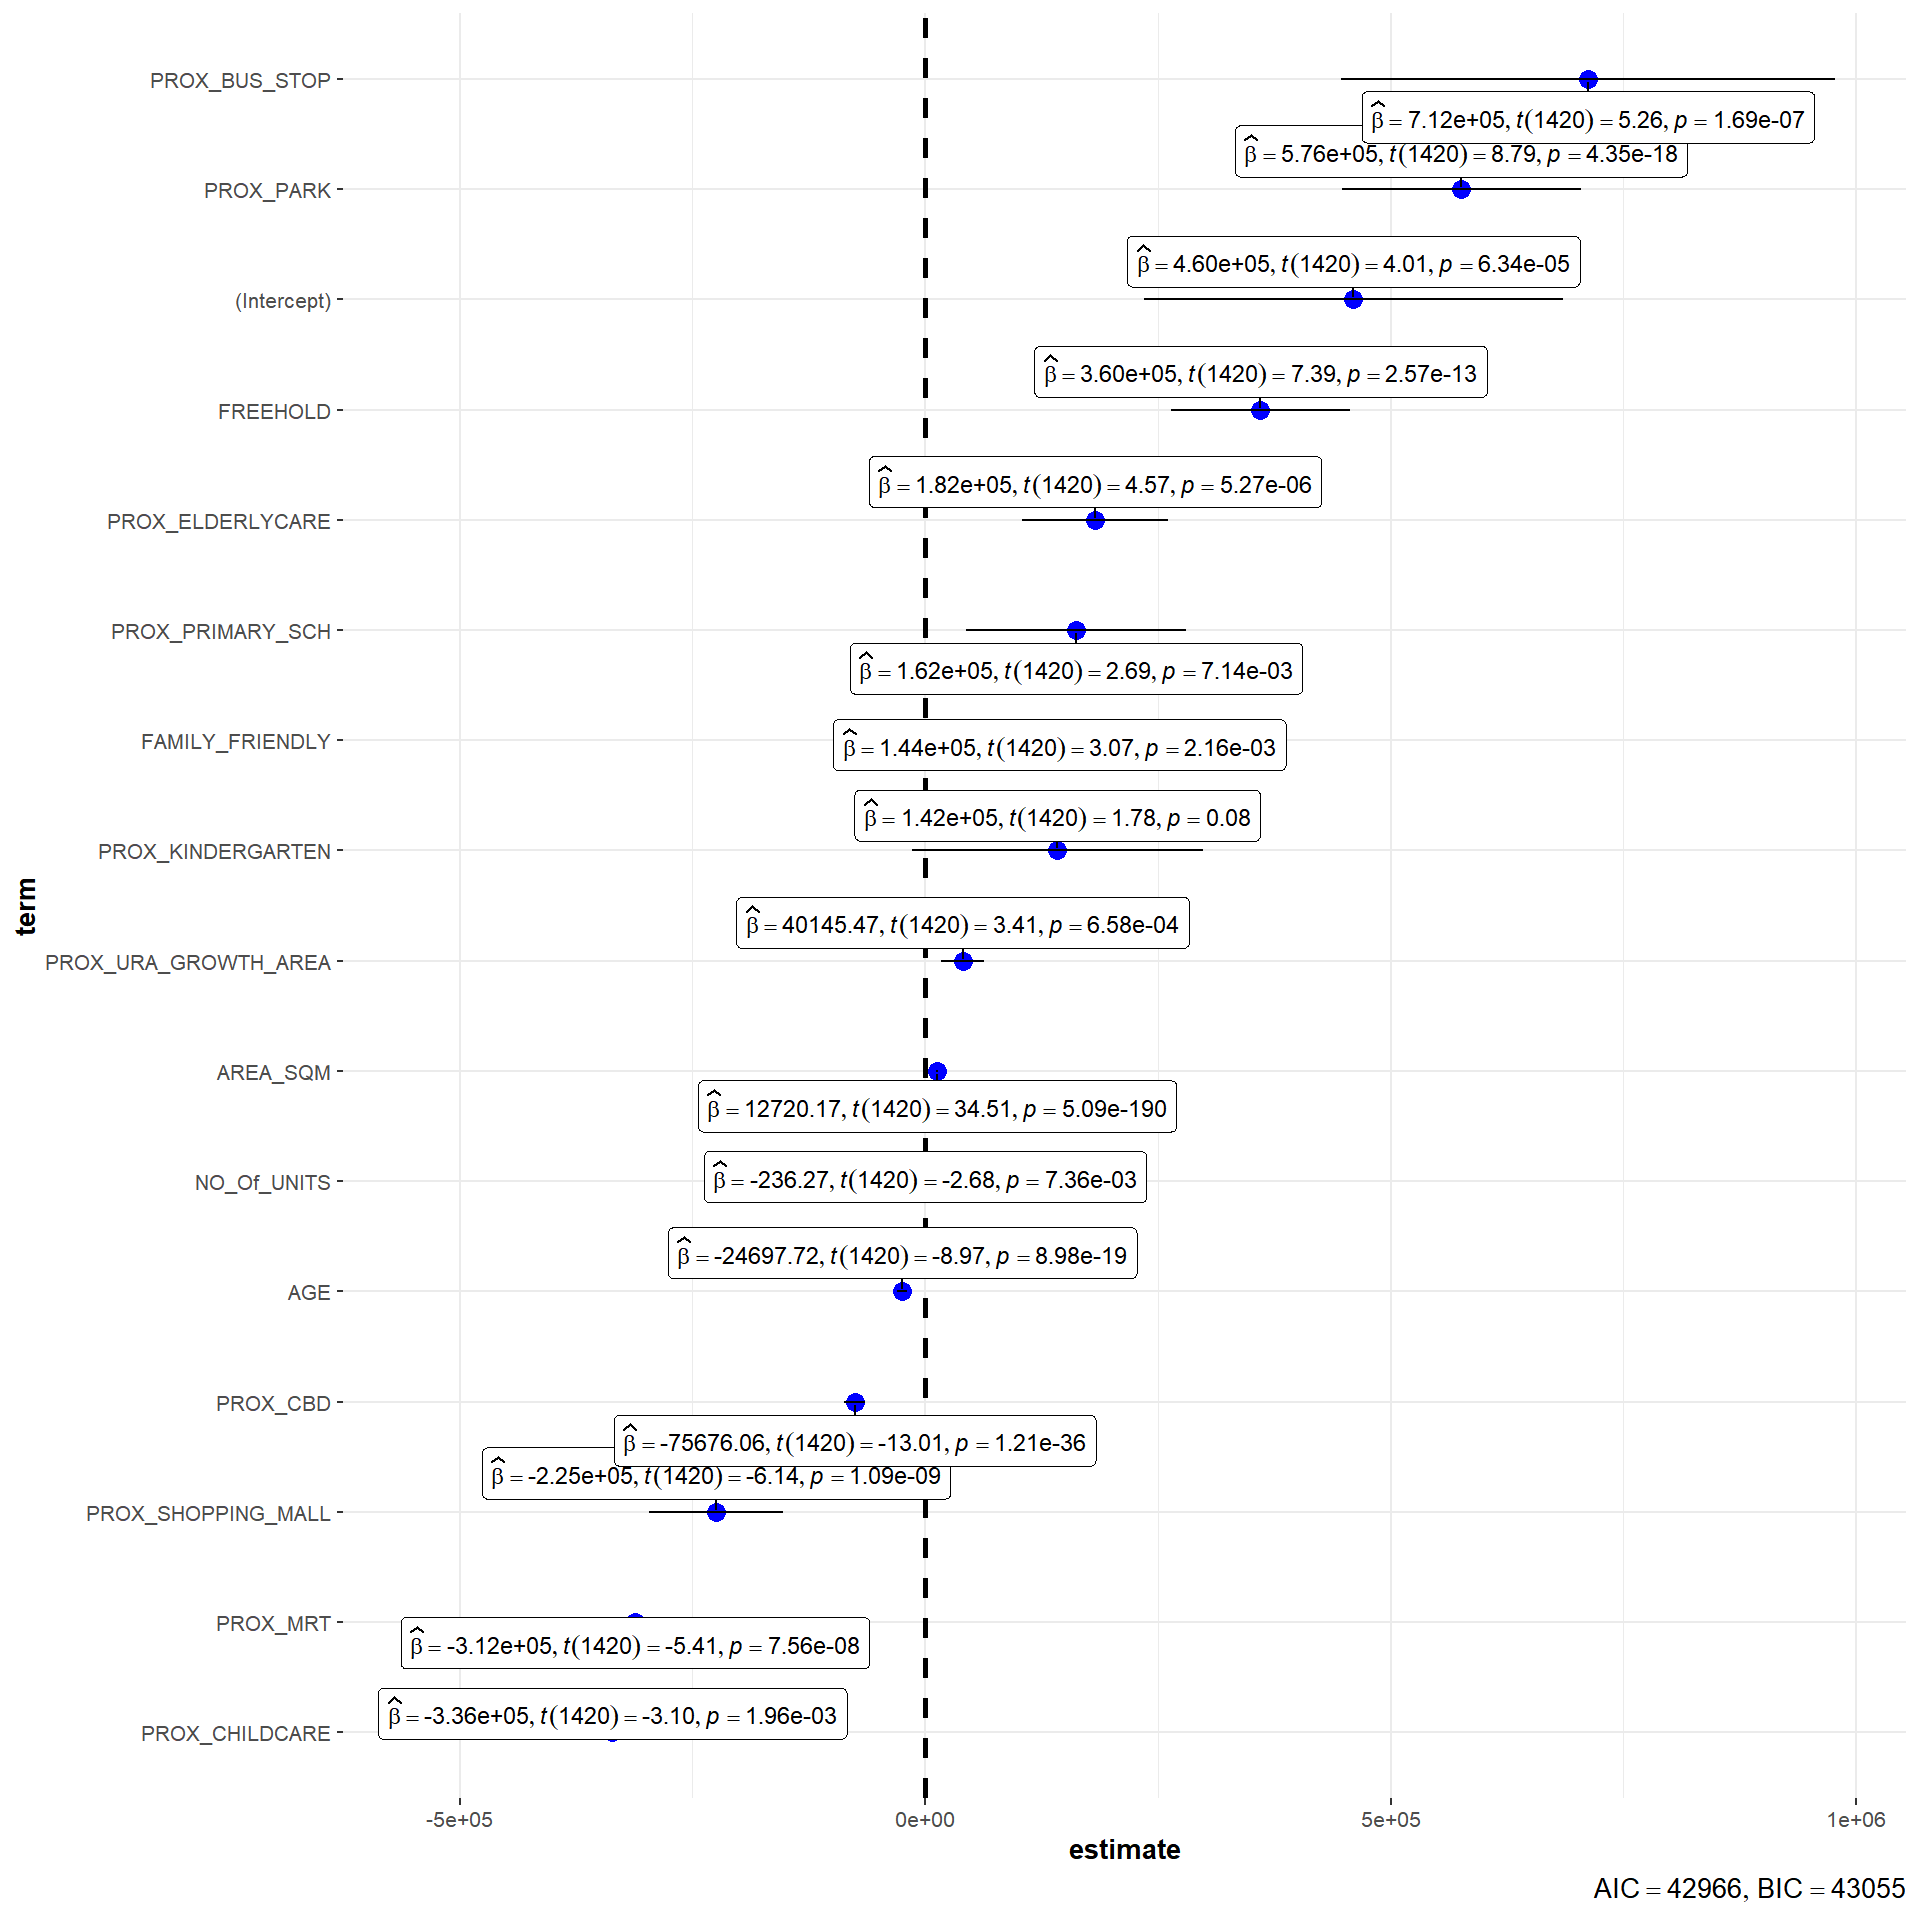 PROX_BUS_STOP
β̂ = 7.12e+05, t(1420) = 5.26, p = 1.69e-07
β̂ = 5.76e+05, t(1420) = 8.79, p = 4.35e-18
PROX_PARK
β̂ = 4.60e+05, t(1420) = 4.01, p = 6.34e-05
(Intercept)
β̂ = 3.60e+05, t(1420) = 7.39, p = 2.57e-13
FREEHOLD
β̂ = 1.82e+05, t(1420) = 4.57, p = 5.27e-06
PROX_ELDERLYCARE
PROX_PRIMARY_SCH
β̂ = 1.62e+05, t(1420) = 2.69, p = 7.14e-03
FAMILY_FRIENDLY
β̂ = 1.44e+05, t(1420) = 3.07, p = 2.16e-03
β̂ = 1.42e+05, t(1420) = 1.78, p = 0.08
PROX_KINDERGARTEN
term
β̂ = 40145.47, t(1420) = 3.41, p = 6.58e-04
PROX_URA_GROWTH_AREA
AREA_SQM
β̂ = 12720.17, t(1420) = 34.51, p = 5.09e-190
NO_Of_UNITS
β̂ = -236.27, t(1420) = -2.68, p = 7.36e-03
β̂ = -24697.72, t(1420) = -8.97, p = 8.98e-19
AGE
PROX_CBD
β̂ = -75676.06, t(1420) = -13.01, p = 1.21e-36
β̂ = -2.25e+05, t(1420) = -6.14, p = 1.09e-09
PROX_SHOPPING_MALL
PROX_MRT
β̂ = -3.12e+05, t(1420) = -5.41, p = 7.56e-08
β̂ = -3.36e+05, t(1420) = -3.10, p = 1.96e-03
PROX_CHILDCARE
-5e+05 0e+00 5e+05 1e+06
estimate
AIC = 42966, BIC = 43055